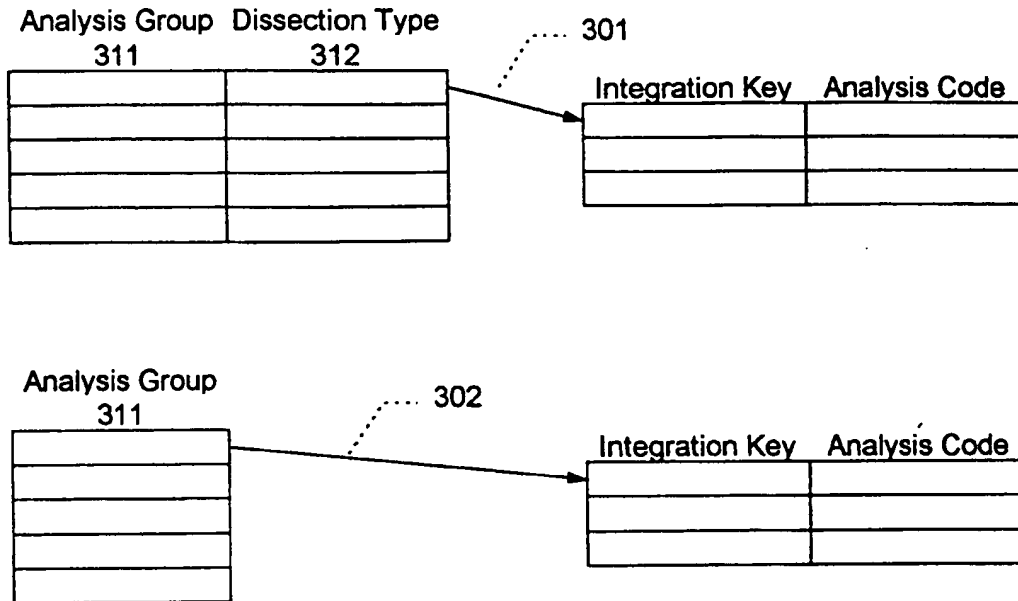 Analysis Group Dissection Type
311 312
301
Integration Key Analysis Code
Analysis Group
311
302
Integration Key Analysis Code